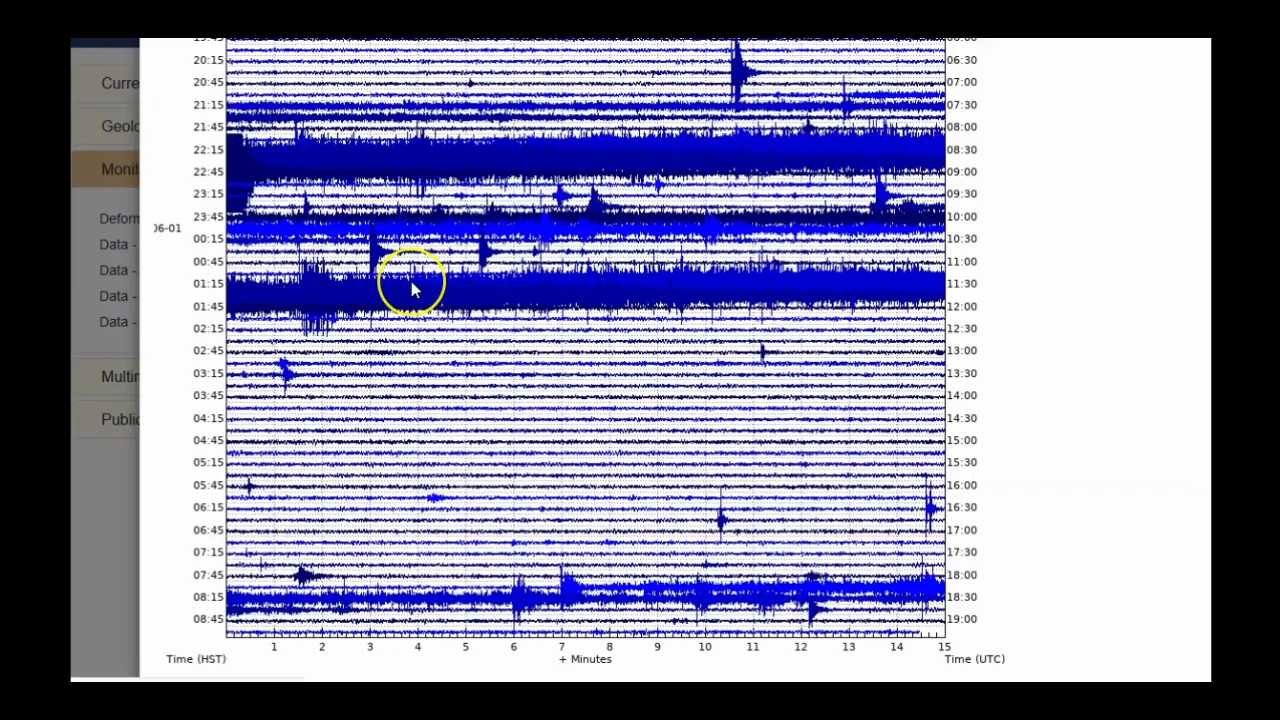 19:45 06:00
20:15 06:30
20:45 07:00
21:15 07:30
21:45 08:00
22:15 08:30
22:45 09:00
23:15 09:30
23:45 10:00
06-01
00:15 10:30
00:45 11:00
01:15 11:30
01:45 12:00
02:15 12:30
02:45 13:00
03:15 13:30
03:45 14:00
04:15 14:30
04:45 15:00
05:15 15:30
05:45 16:00
06:15 16:30
06:45 17:00
07:15 17:30
07:45 18:00
08:15 18:30
08:45 19:00
1 2 3 4 5 6 7 8 9 10 11 12 13 14 15
Time (HST) + Minutes Time (UTC)
Curre
Geolo
Monit
Deform
Data -
Data -
Data -
Data -
Multim
Public